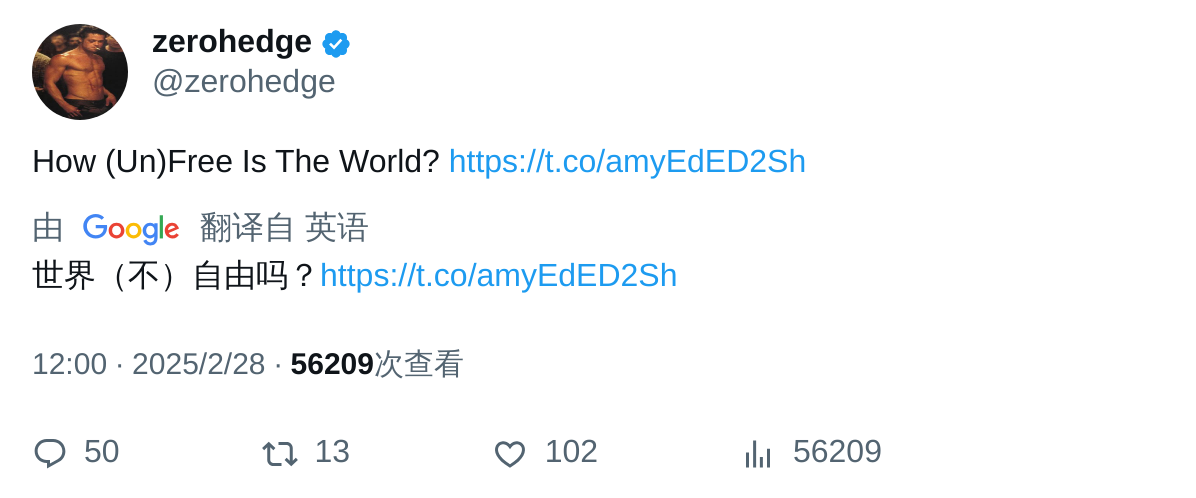 zerohedge
@zerohedge
How (Un)Free Is The World? https://t.co/amyEdED2Sh
由 Google 翻译自 英语
世界（不）自由吗？https://t.co/amyEdED2Sh
12:00 · 2025/2/28 · 56209次查看
50 13 102 56209